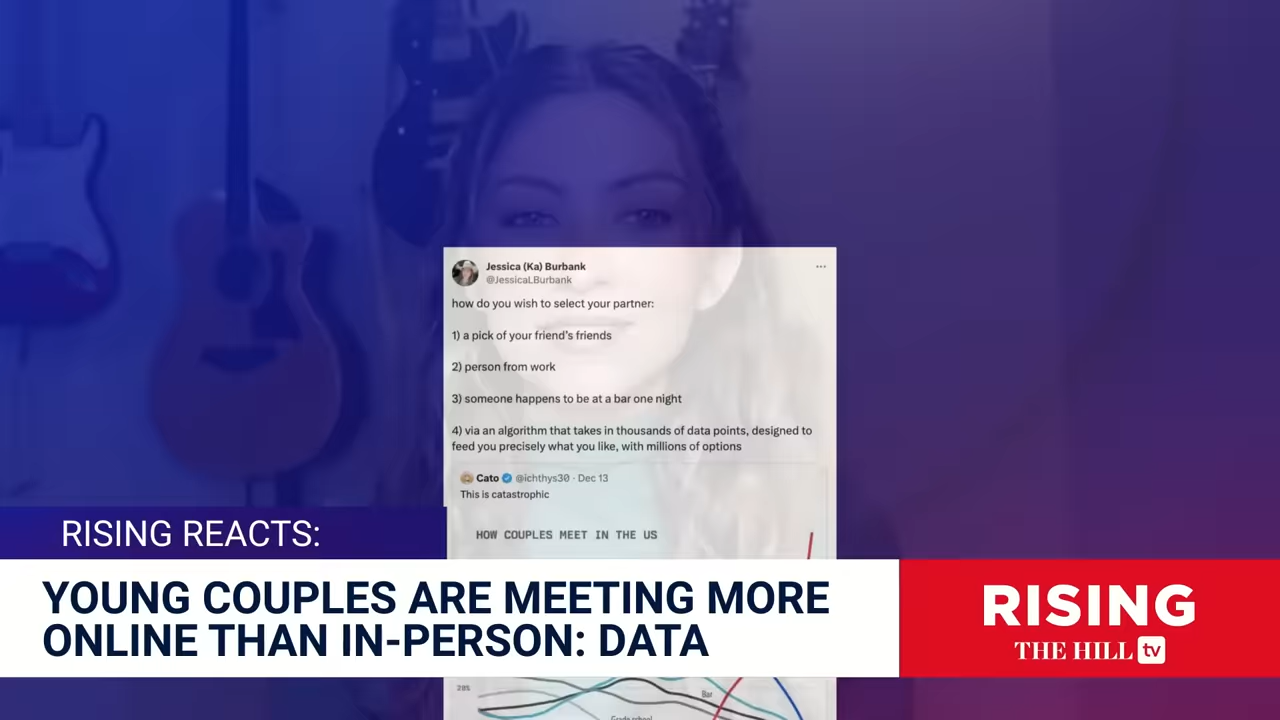 Jessica (Ka) Burbank
@JessicaLBurbank
how do you wish to select your partner:
1) a pick of your friend's friends
2) person from work
3) someone happens to be at a bar one night
4) via an algorithm that takes in thousands of data points, designed to
feed you precisely what you like, with millions of options
Cato @ichthys30 · Dec 13
This is catastrophic
HOW COUPLES MEET IN THE US
RISING REACTS:
YOUNG COUPLES ARE MEETING MORE
ONLINE THAN IN-PERSON: DATA
RISING
THE HILL tv
20%
Bar
Grade school